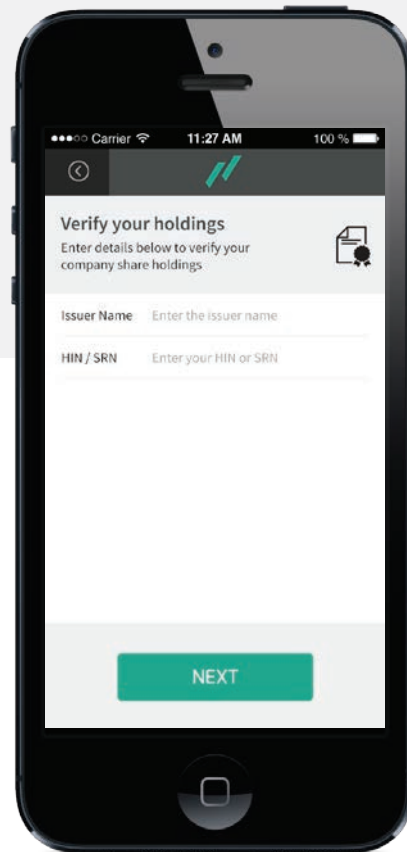 Carrier 11:27 AM 100 %
Verify your holdings
Enter details below to verify your
company share holdings
Issuer Name Enter the issuer name
HIN / SRN Enter your HIN or SRN
NEXT